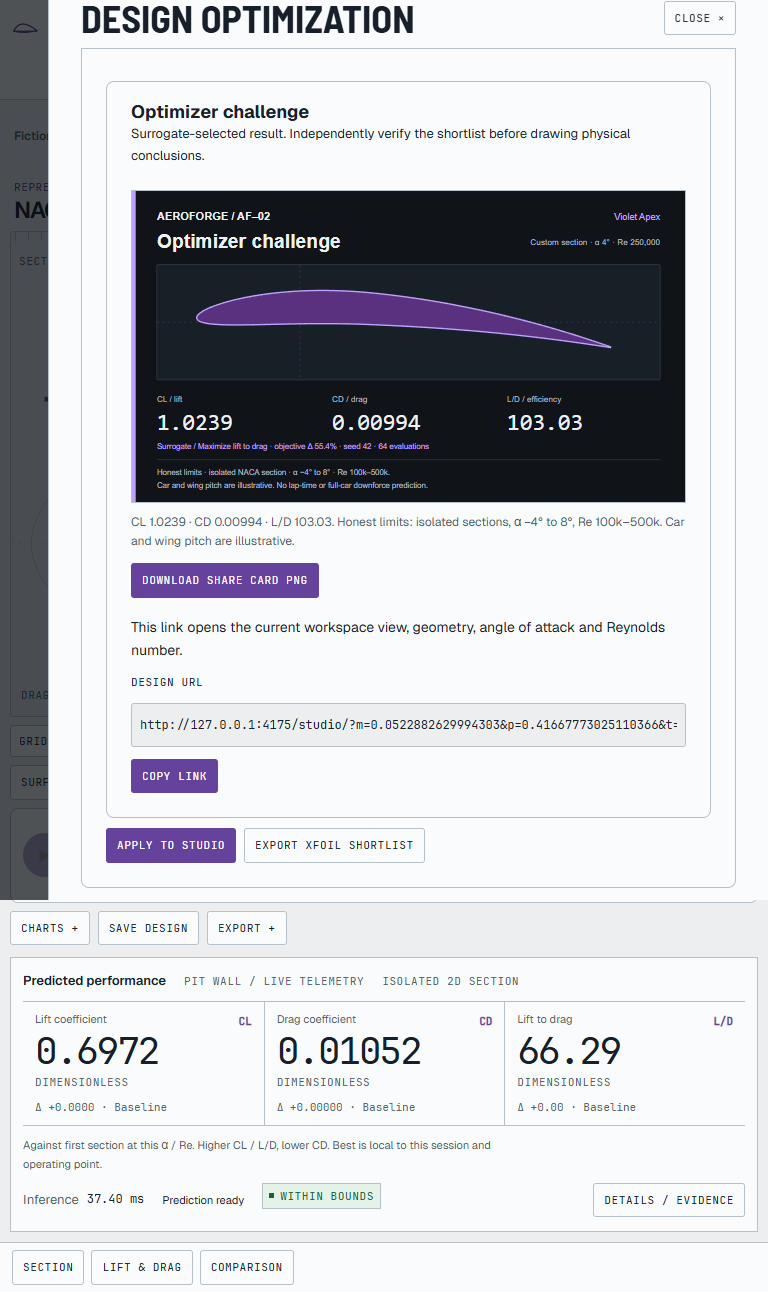 DESIGN OPTIMIZATION
CLOSE ×
Optimizer challenge
Surrogate-selected result. Independently verify the shortlist before drawing physical
conclusions.
AEROFORGE / AF–02
Violet Apex
Optimizer challenge
Custom section · α 4° · Re 250,000
CL / lift
CD / drag
L/D / efficiency
1.0239
0.00994
103.03
Surrogate / Maximize lift to drag · objective Δ 55.4% · seed 42 · 64 evaluations
Honest limits · isolated NACA section · α −4° to 8° · Re 100k–500k.
Car and wing pitch are illustrative. No lap-time or full-car downforce prediction.
CL 1.0239 · CD 0.00994 · L/D 103.03. Honest limits: isolated sections, α −4° to 8°, Re 100k–500k. Car
and wing pitch are illustrative.
DOWNLOAD SHARE CARD PNG
This link opens the current workspace view, geometry, angle of attack and Reynolds
number.
DESIGN URL
http://127.0.0.1:4175/studio/?m=0.0522882629994303&p=0.41667773025110366&t=
COPY LINK
APPLY TO STUDIO
EXPORT XFOIL SHORTLIST
Fictio
REPRE
NAC
SECT
DRAG
GRID
SURF
CHARTS +
SAVE DESIGN
EXPORT +
Predicted performance
PIT WALL / LIVE TELEMETRY
ISOLATED 2D SECTION
Lift coefficient
CL
Drag coefficient
CD
Lift to drag
L/D
0.6972
0.01052
66.29
DIMENSIONLESS
DIMENSIONLESS
DIMENSIONLESS
Δ +0.0000 · Baseline
Δ +0.00000 · Baseline
Δ +0.00 · Baseline
Against first section at this α / Re. Higher CL / L/D, lower CD. Best is local to this session and
operating point.
Inference 37.40 ms
Prediction ready
WITHIN BOUNDS
DETAILS / EVIDENCE
SECTION
LIFT & DRAG
COMPARISON